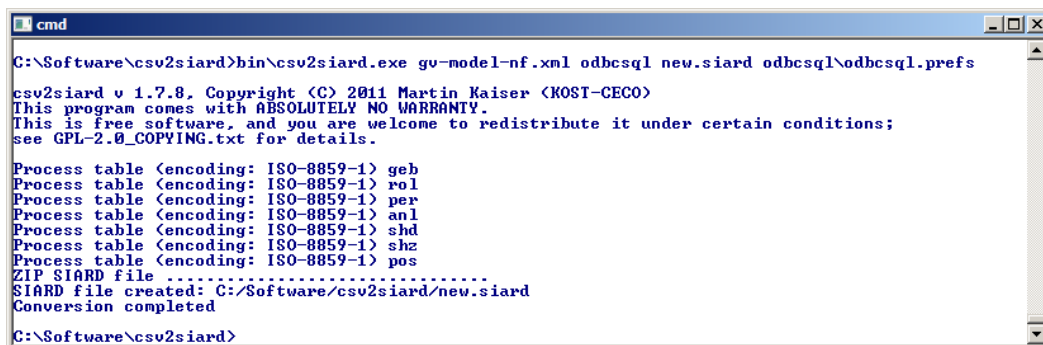 cmd
C:\Software\csv2siard>bin\csv2siard.exe gv-model-nf.xml odbcsql new.siard odbcsql\odbcsql.prefs
csv2siard v 1.7.8, Copyright (C) 2011 Martin Kaiser (KOST-CECO)
This program comes with ABSOLUTELY NO WARRANTY.
This is free software, and you are welcome to redistribute it under certain conditions;
see GPL-2.0_COPYING.txt for details.
Process table (encoding: ISO-8859-1) geb
Process table (encoding: ISO-8859-1) rol
Process table (encoding: ISO-8859-1) per
Process table (encoding: ISO-8859-1) anl
Process table (encoding: ISO-8859-1) shd
Process table (encoding: ISO-8859-1) shz
Process table (encoding: ISO-8859-1) pos
ZIP SIARD file ................................
SIARD file created: C:/Software/csv2siard/new.siard
Conversion completed
C:\Software\csv2siard>